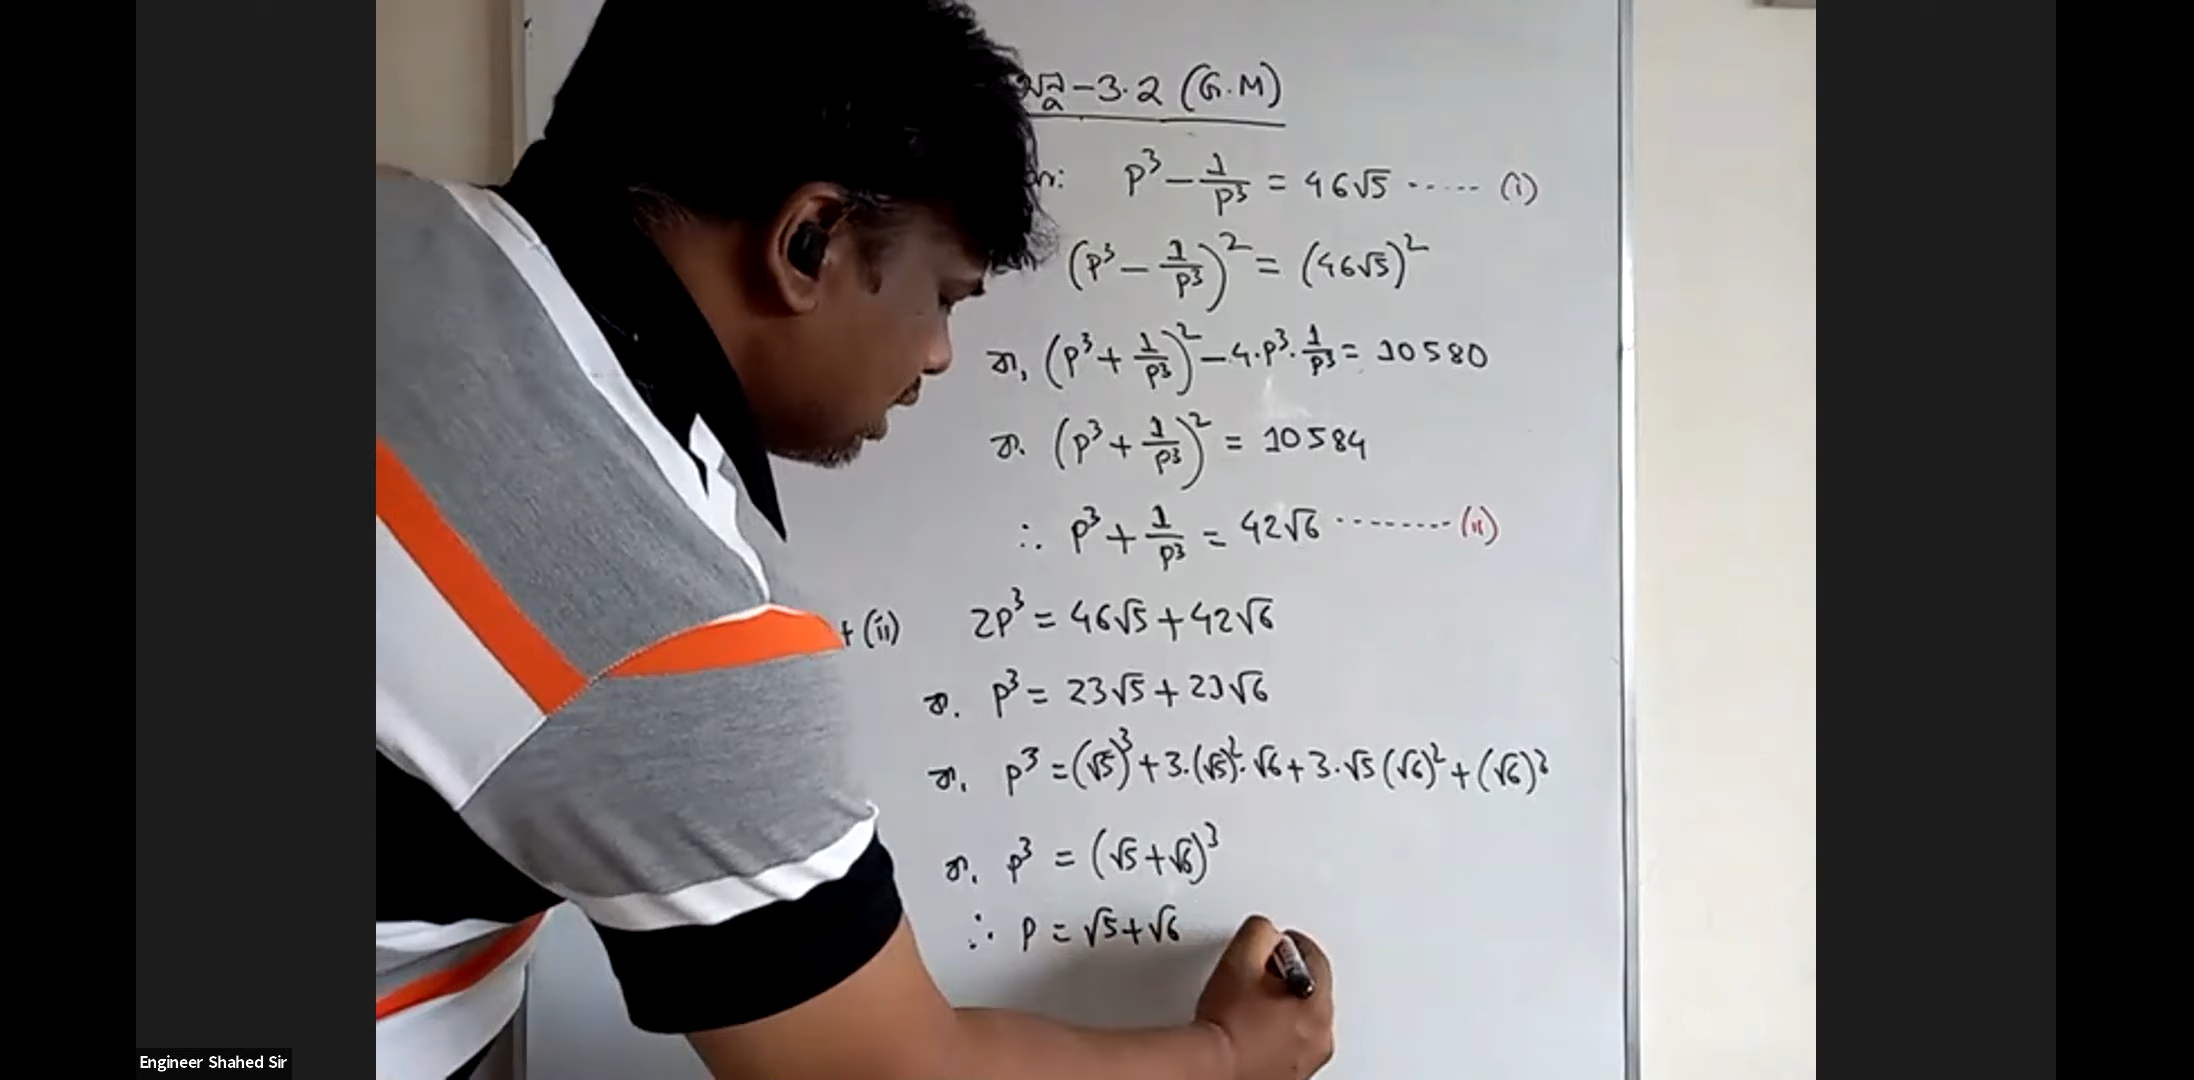 -3.2 (G.M)
p³ - 1/p³ = 46√5 ...... (i)
(p³ - 1/p³)² = (46√5)²
বা, (p³ + 1/p³)² - 4.p³.1/p³ = 10580
বা, (p³ + 1/p³)² = 10584
∴ p³ + 1/p³ = 42√6 ........ (ii)
+ (ii) 2p³ = 46√5 + 42√6
বা, p³ = 23√5 + 21√6
বা, p³ = (√5)³ + 3.(√5)².√6 + 3.√5(√6)² + (√6)³
বা, p³ = (√5+√6)³
∴ p = √5+√6
Engineer Shahed Sir